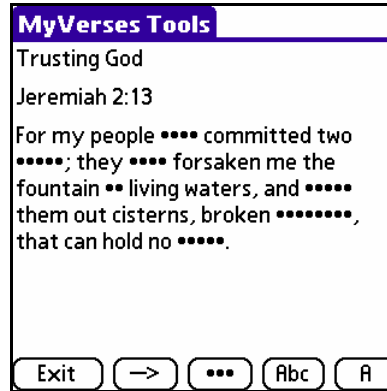 MyVerses Tools
Trusting God
Jeremiah 2:13
For my people •••• committed two
•••••; they •••• forsaken me the
fountain •• living waters, and •••••
them out cisterns, broken ••••••••,
that can hold no •••••.
Exit —> ••• Abc A